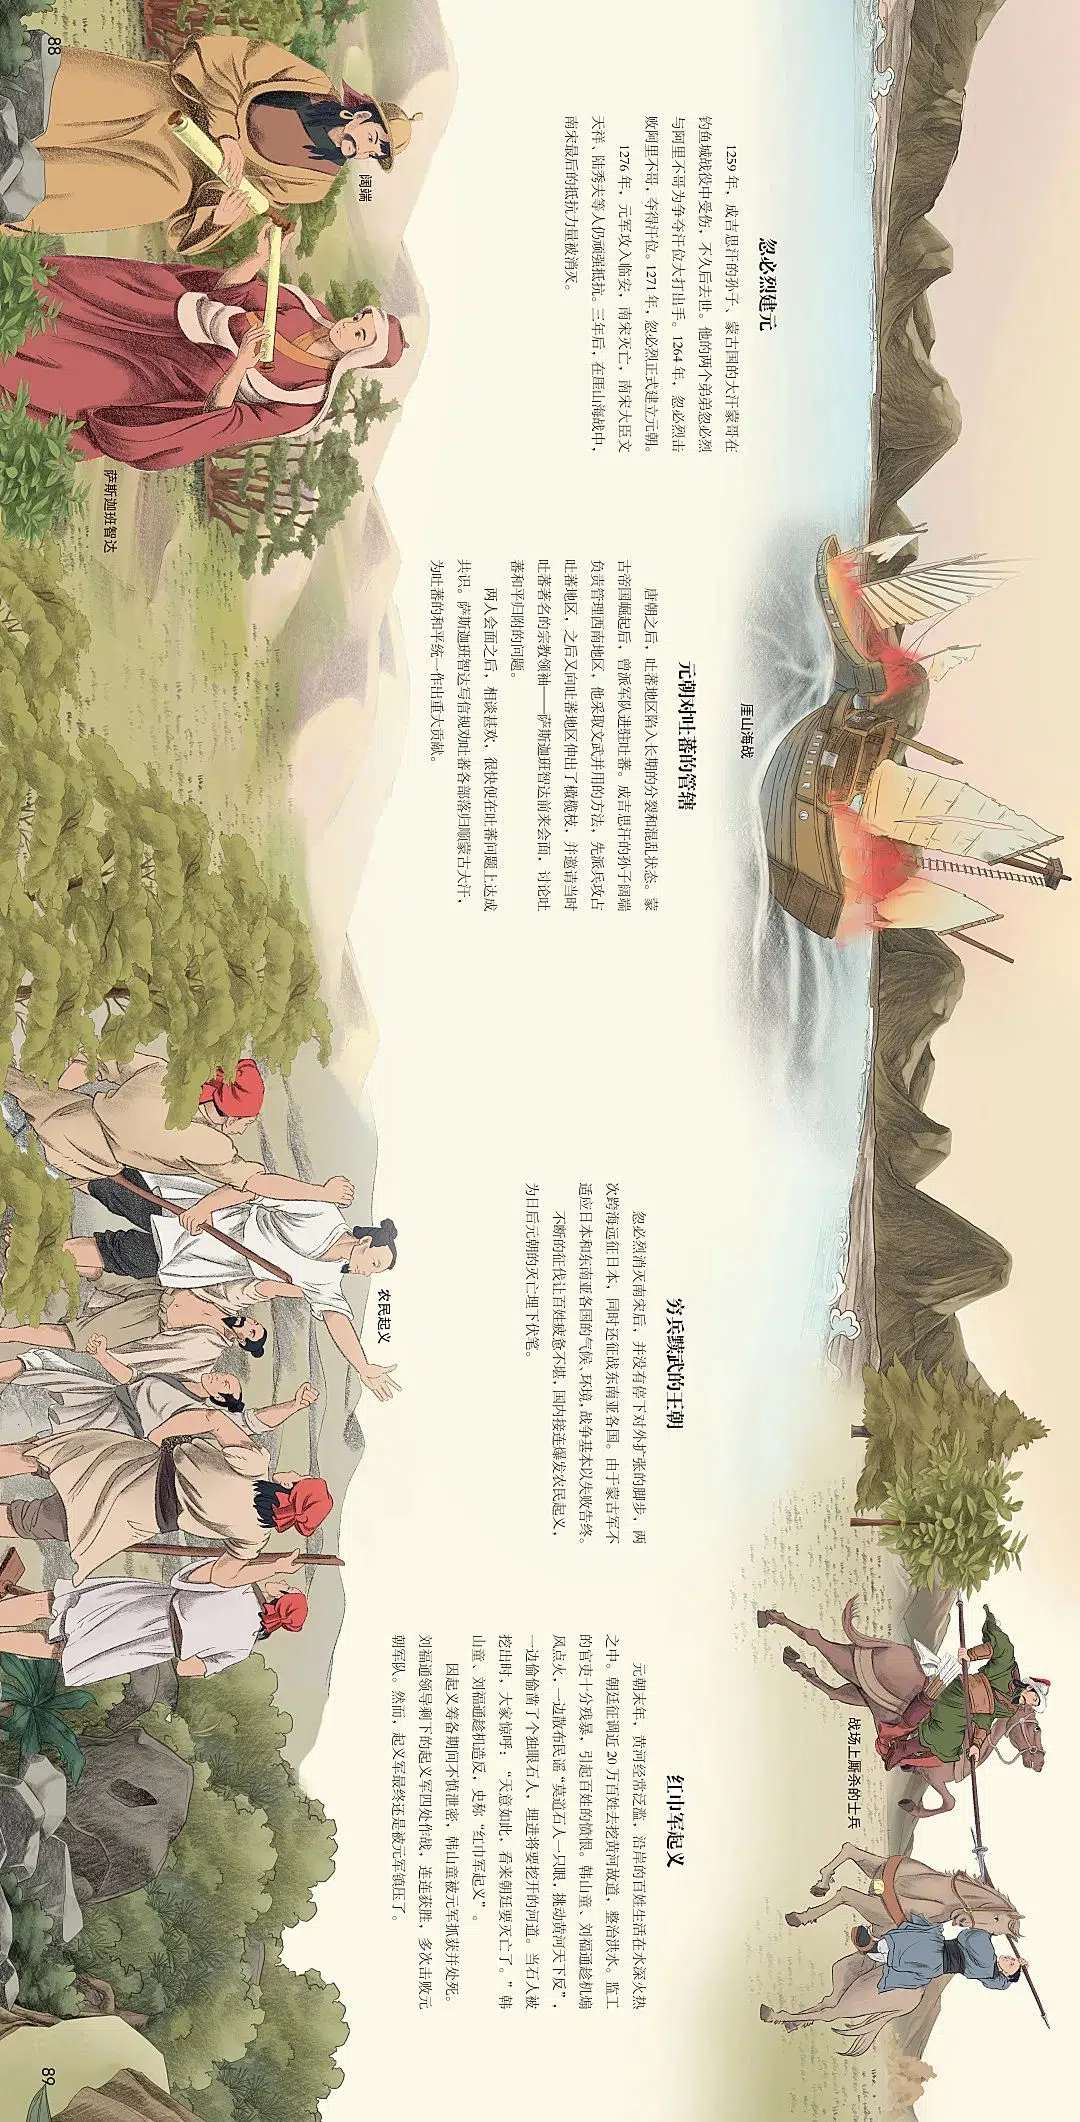 忽必烈建元
1259 年，成吉思汗的孙子、蒙古国的大汗蒙哥在
钓鱼城战役中受伤，不久后去世。他的两个弟弟忽必烈
与阿里不哥为争夺汗位大打出手。1264 年，忽必烈击
败阿里不哥，夺得汗位。1271 年，忽必烈正式建立元朝。
1276 年，元军攻入临安，南宋灭亡，南宋大臣文
天祥、陆秀夫等人仍顽强抵抗。三年后，在厓山海战中，
南宋最后的抵抗力量被消灭。
阔端
萨斯迦班智达
88
厓山海战
元朝对吐蕃的管辖
唐朝之后，吐蕃地区陷入长期的分裂和混乱状态。蒙
古帝国崛起后，曾派军队进驻吐蕃。成吉思汗的孙子阔端
负责管理西南地区，他采取文武并用的方法，先派兵攻占
吐蕃地区，之后又向吐蕃地区伸出了橄榄枝，并邀请当时
吐蕃著名的宗教领袖——萨斯迦班智达前来会面，讨论吐
蕃和平归附的问题。
两人会面之后，相谈甚欢，很快便在吐蕃问题上达成
共识。萨斯迦班智达写信规劝吐蕃各部落归顺蒙古大汗，
为吐蕃的和平统一作出重大贡献。
穷兵黩武的王朝
忽必烈消灭南宋后，并没有停下对外扩张的脚步，两
次跨海远征日本，同时还征战东南亚各国。由于蒙古军不
适应日本和东南亚各国的气候、环境，战争基本以失败告终。
不断的征伐让百姓疲惫不堪，国内接连爆发农民起义，
为日后元朝的灭亡埋下伏笔。
农民起义
战场上厮杀的士兵
红巾军起义
元朝末年，黄河经常泛滥，沿岸的百姓生活在水深火热
之中。朝廷征调近 20 万百姓去挖黄河故道，整治洪水。监工
的官吏十分残暴，引起百姓的愤恨。韩山童、刘福通趁机煽
风点火，一边散布民谣“莫道石人一只眼，挑动黄河天下反”，
一边偷偷凿了个独眼石人，埋进将要挖开的河道。当石人被
挖出时，大家惊呼：“天意如此，看来朝廷要灭亡了。”韩
山童、刘福通趁机造反，史称“红巾军起义”。
因起义筹备期间不慎泄密，韩山童被元军抓获并处死。
刘福通领导剩下的起义军四处作战，连连获胜，多次击败元
朝军队。然而，起义军最终还是被元军镇压了。
89